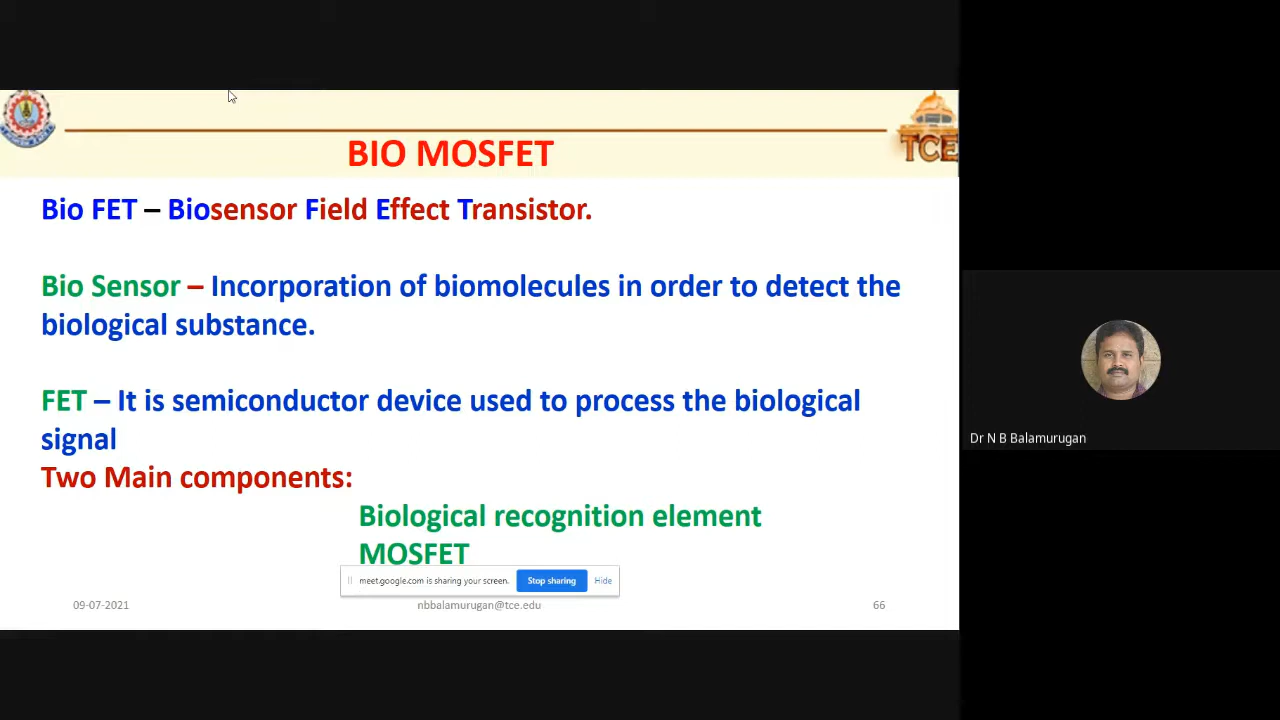 BIO MOSFET
TCE
Bio FET – Biosensor Field Effect Transistor.
Bio Sensor – Incorporation of biomolecules in order to detect the
biological substance.
FET – It is semiconductor device used to process the biological
signal
Two Main components:
Biological recognition element
MOSFET
meet.google.com is sharing your screen. Stop sharing Hide
09-07-2021 nbbalamurugan@tce.edu 66
Dr N B Balamurugan